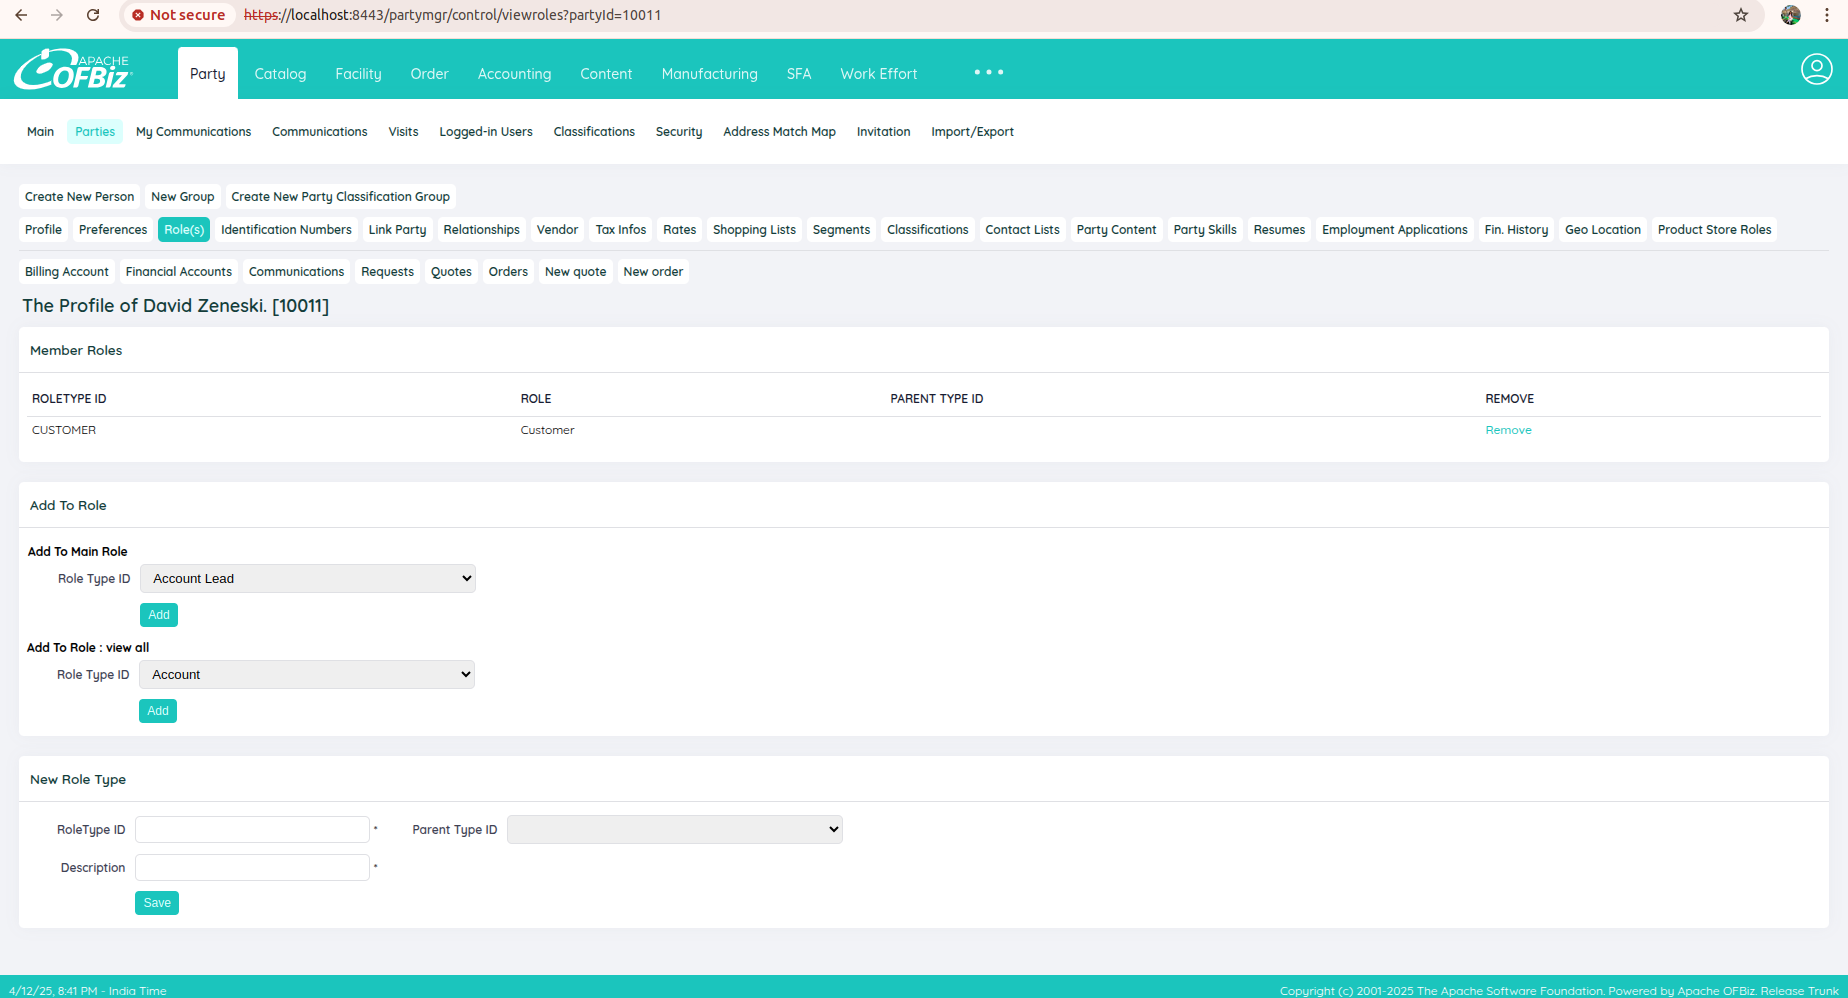 Not secure https://localhost:8443/partymgr/control/viewroles?partyId=10011
APACHE
OFBiz
Party Catalog Facility Order Accounting Content Manufacturing SFA Work Effort
Main Parties My Communications Communications Visits Logged-in Users Classifications Security Address Match Map Invitation Import/Export
Create New Person New Group Create New Party Classification Group
Profile Preferences Role(s) Identification Numbers Link Party Relationships Vendor Tax Infos Rates Shopping Lists Segments Classifications Contact Lists Party Content Party Skills Resumes Employment Applications Fin. History Geo Location Product Store Roles
Billing Account Financial Accounts Communications Requests Quotes Orders New quote New order
The Profile of David Zeneski. [10011]
Member Roles
ROLETYPE ID ROLE PARENT TYPE ID REMOVE
CUSTOMER Customer Remove
Add To Role
Add To Main Role
Role Type ID Account Lead
Add
Add To Role : view all
Role Type ID Account
Add
New Role Type
RoleType ID * Parent Type ID
Description *
Save
4/12/25, 8:41 PM - India Time Copyright (c) 2001-2025 The Apache Software Foundation. Powered by Apache OFBiz. Release Trunk